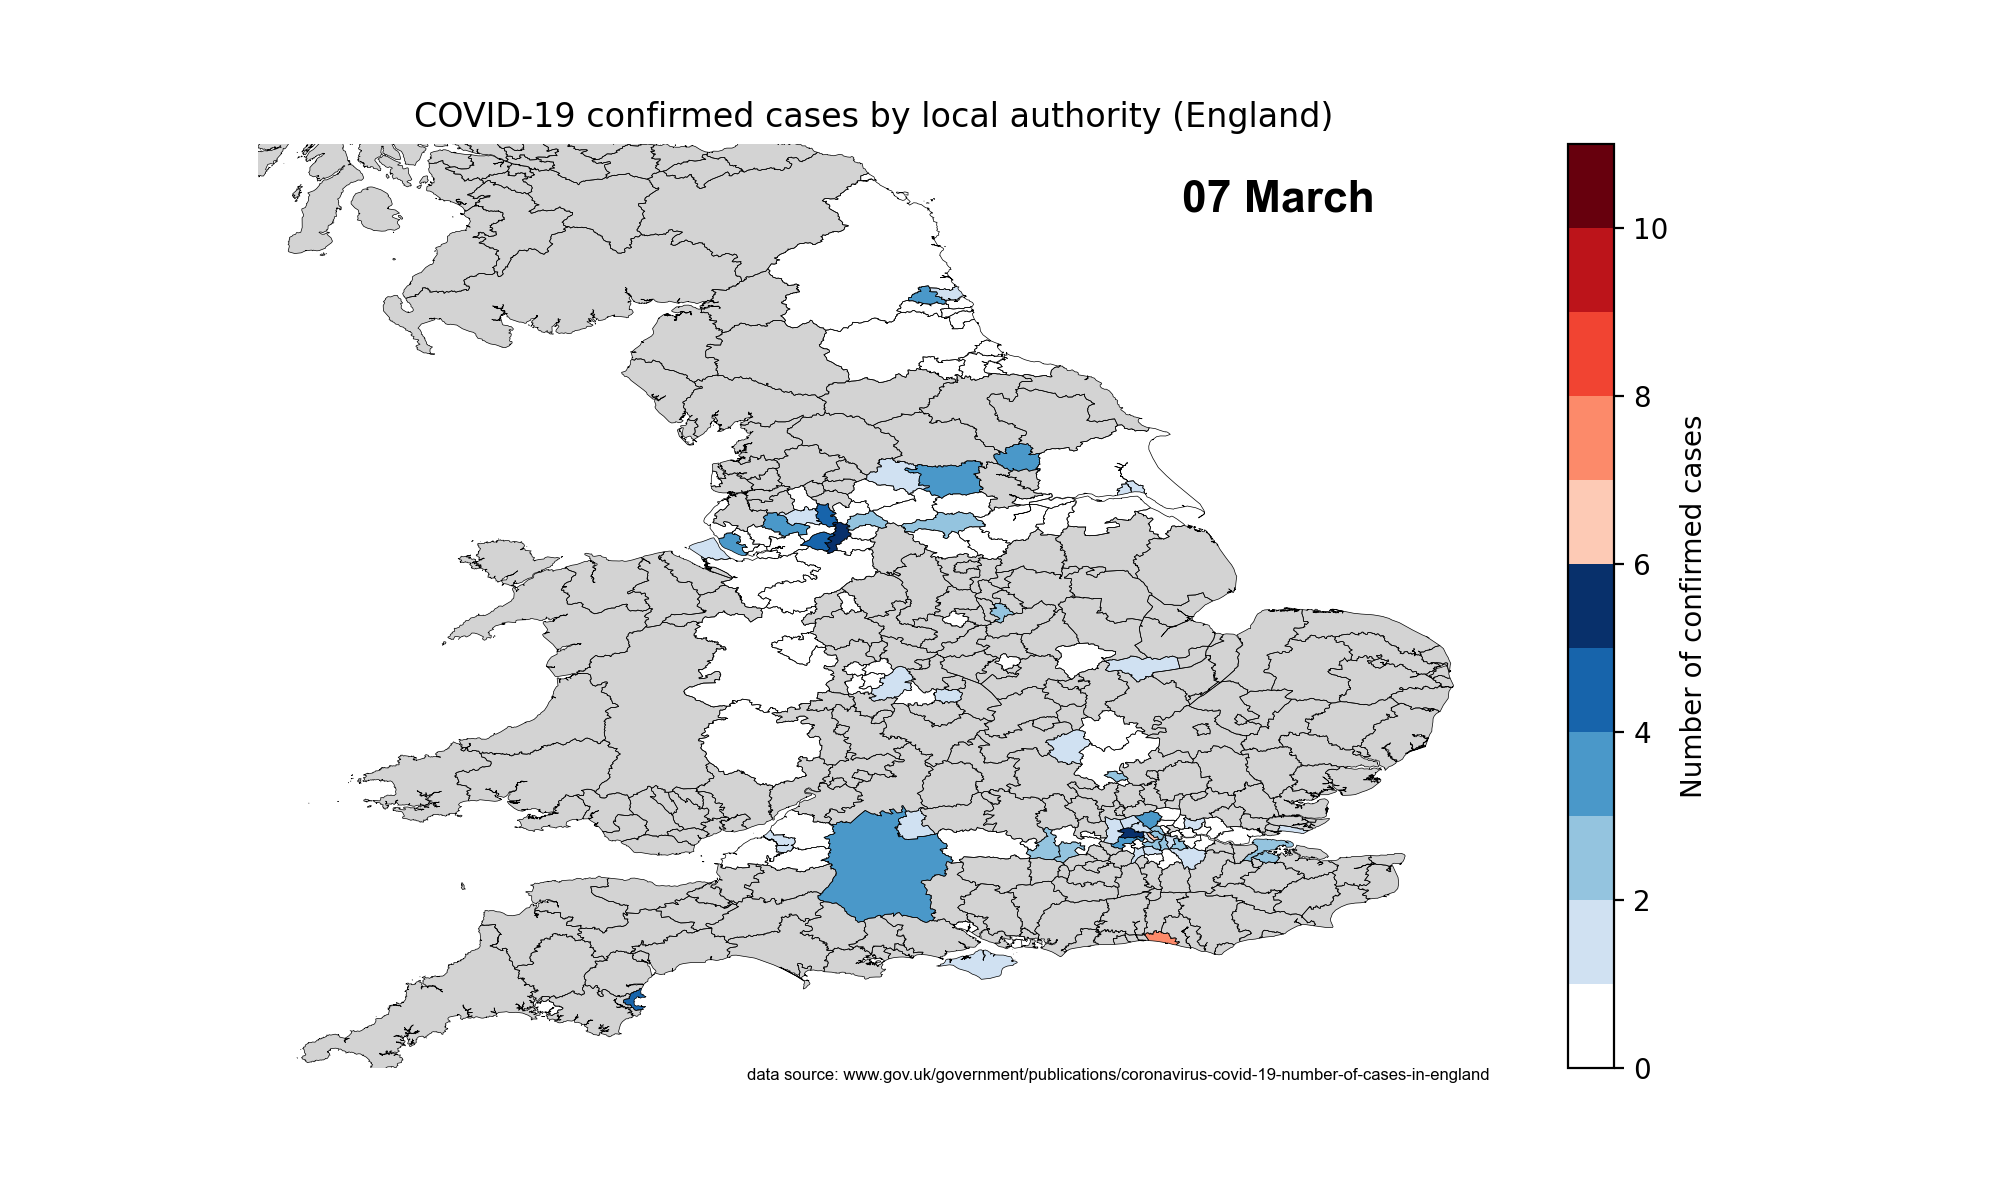 COVID-19 confirmed cases by local authority (England)
07 March
10
8
6
4
2
0
Number of confirmed cases
data source: www.gov.uk/government/publications/coronavirus-covid-19-number-of-cases-in-england